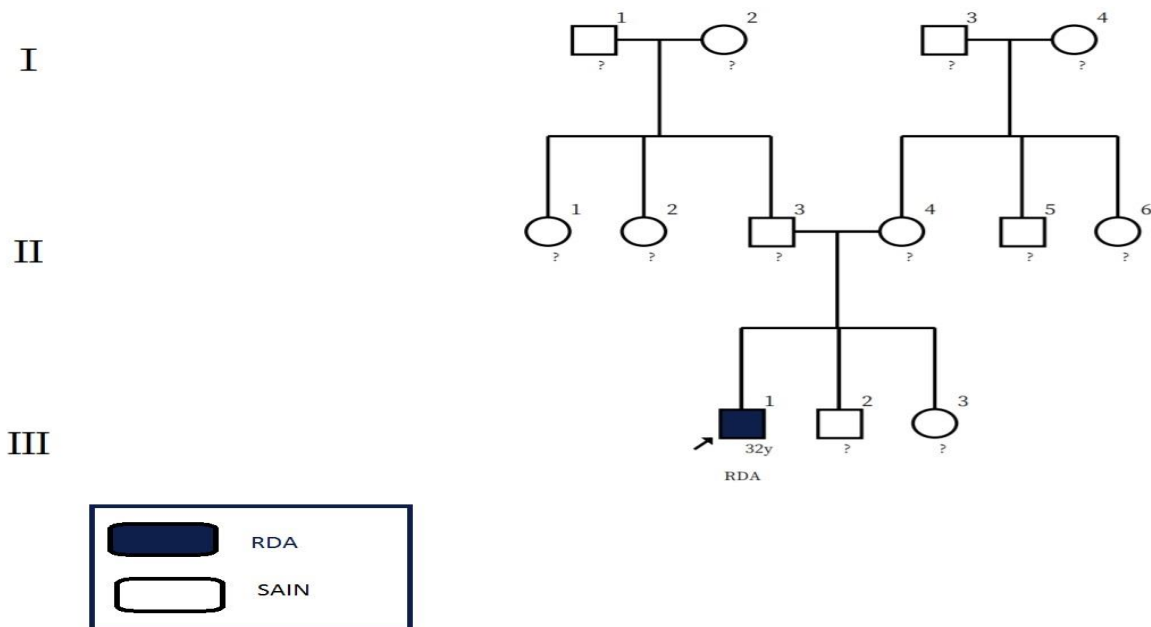 1 2 3 4
I
? ? ? ?
1 2 3 4 5 6
II
? ? ? ? ? ?
1 2 3
III
32y ? ?
RDA
RDA
SAIN